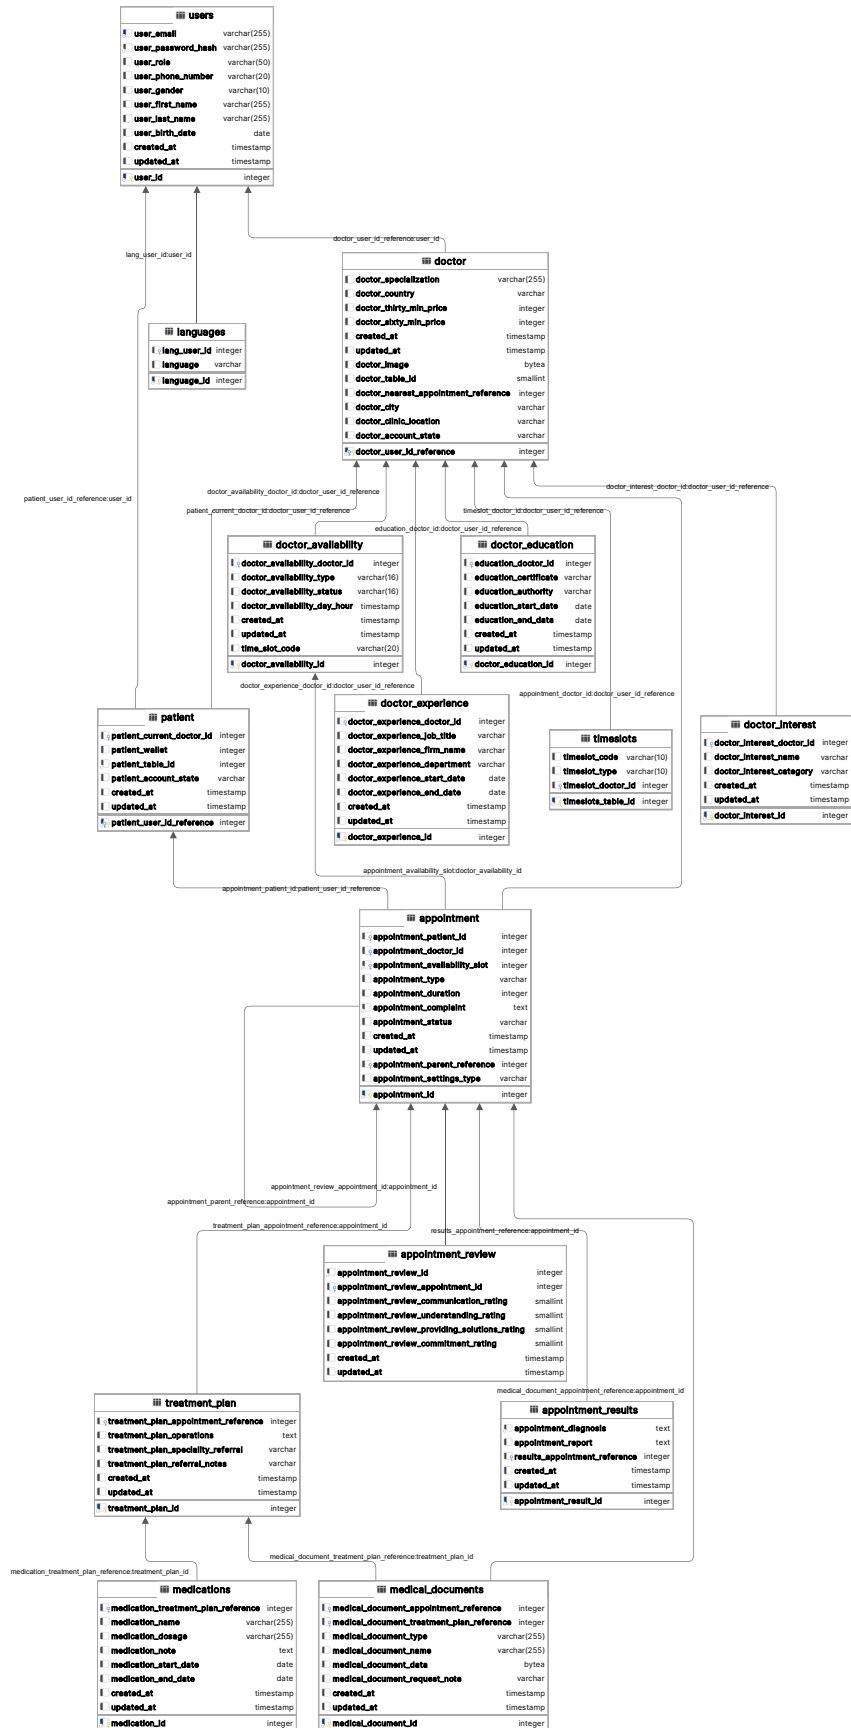 users
user_email varchar(255)
user_password_hash varchar(255)
user_role varchar(50)
user_phone_number varchar(20)
user_gender varchar(10)
user_first_name varchar(255)
user_last_name varchar(255)
user_birth_date date
created_at timestamp
updated_at timestamp
user_id integer
doctor_user_id_reference:user_id
lang_user_id:user_id
doctor
doctor_specialization varchar(255)
doctor_country varchar
doctor_thirty_min_price integer
doctor_sixty_min_price integer
created_at timestamp
updated_at timestamp
doctor_image bytea
doctor_table_id smallint
doctor_nearest_appointment_reference integer
doctor_city varchar
doctor_clinic_location varchar
doctor_account_state varchar
doctor_user_id_reference integer
languages
lang_user_id integer
language varchar
language_id integer
patient_user_id_reference:user_id
doctor_availability_doctor_id:doctor_user_id_reference
doctor_interest_doctor_id:doctor_user_id_reference
patient_current_doctor_id:doctor_user_id_reference
timeslot_doctor_id:doctor_user_id_reference
education_doctor_id:doctor_user_id_reference
doctor_availability
doctor_availability_doctor_id integer
doctor_availability_type varchar(16)
doctor_availability_status varchar(16)
doctor_availability_day_hour timestamp
created_at timestamp
updated_at timestamp
time_slot_code varchar(20)
doctor_availability_id integer
doctor_education
education_doctor_id integer
education_certificate varchar
education_authority varchar
education_start_date date
education_end_data date
created_at timestamp
updated_at timestamp
doctor_education_id integer
doctor_experience_doctor_id:doctor_user_id_reference
appointment_doctor_id:doctor_user_id_reference
patient
patient_current_doctor_id integer
patient_wallet integer
patient_table_id integer
patient_account_state varchar
created_at timestamp
updated_at timestamp
patient_user_id_reference integer
doctor_experience
doctor_experience_doctor_id integer
doctor_experience_job_title varchar
doctor_experience_firm_name varchar
doctor_experience_department varchar
doctor_experience_start_date date
doctor_experience_end_date date
created_at timestamp
updated_at timestamp
doctor_experience_id integer
timeslots
timeslot_code varchar(10)
timeslot_type varchar(10)
timeslot_doctor_id integer
timeslots_table_id integer
doctor_interest
doctor_interest_doctor_id integer
doctor_interest_name varchar
doctor_interest_category varchar
created_at timestamp
updated_at timestamp
doctor_interest_id integer
appointment_availability_slot:doctor_availability_id
appointment_patient_id:patient_user_id_reference
appointment
appointment_patient_id integer
appointment_doctor_id integer
appointment_availability_slot integer
appointment_type varchar
appointment_duration integer
appointment_complaint text
appointment_status varchar
created_at timestamp
updated_at timestamp
appointment_parent_reference integer
appointment_settings_type varchar
appointment_id integer
appointment_review_appointment_id:appointment_id
appointment_parent_reference:appointment_id
treatment_plan_appointment_reference:appointment_id
results_appointment_reference:appointment_id
appointment_review
appointment_review_id integer
appointment_review_appointment_id integer
appointment_review_communication_rating smallint
appointment_review_understanding_rating smallint
appointment_review_providing_solutions_rating smallint
appointment_review_commitment_rating smallint
created_at timestamp
updated_at timestamp
medical_document_appointment_reference:appointment_id
treatment_plan
treatment_plan_appointment_reference integer
treatment_plan_operations text
treatment_plan_speciality_referral varchar
treatment_plan_referral_notes varchar
created_at timestamp
updated_at timestamp
treatment_plan_id integer
appointment_results
appointment_diagnosis text
appointment_report text
results_appointment_reference integer
created_at timestamp
updated_at timestamp
appointment_result_id integer
medical_document_treatment_plan_reference:treatment_plan_id
medication_treatment_plan_reference:treatment_plan_id
medications
medication_treatment_plan_reference integer
medication_name varchar(255)
medication_dosage varchar(255)
medication_note text
medication_start_date date
medication_end_date date
created_at timestamp
updated_at timestamp
medication_id integer
medical_documents
medical_document_appointment_reference integer
medical_document_treatment_plan_reference integer
medical_document_type varchar(255)
medical_document_name varchar(255)
medical_document_data bytea
medical_document_request_note varchar
created_at timestamp
updated_at timestamp
medical_document_id integer